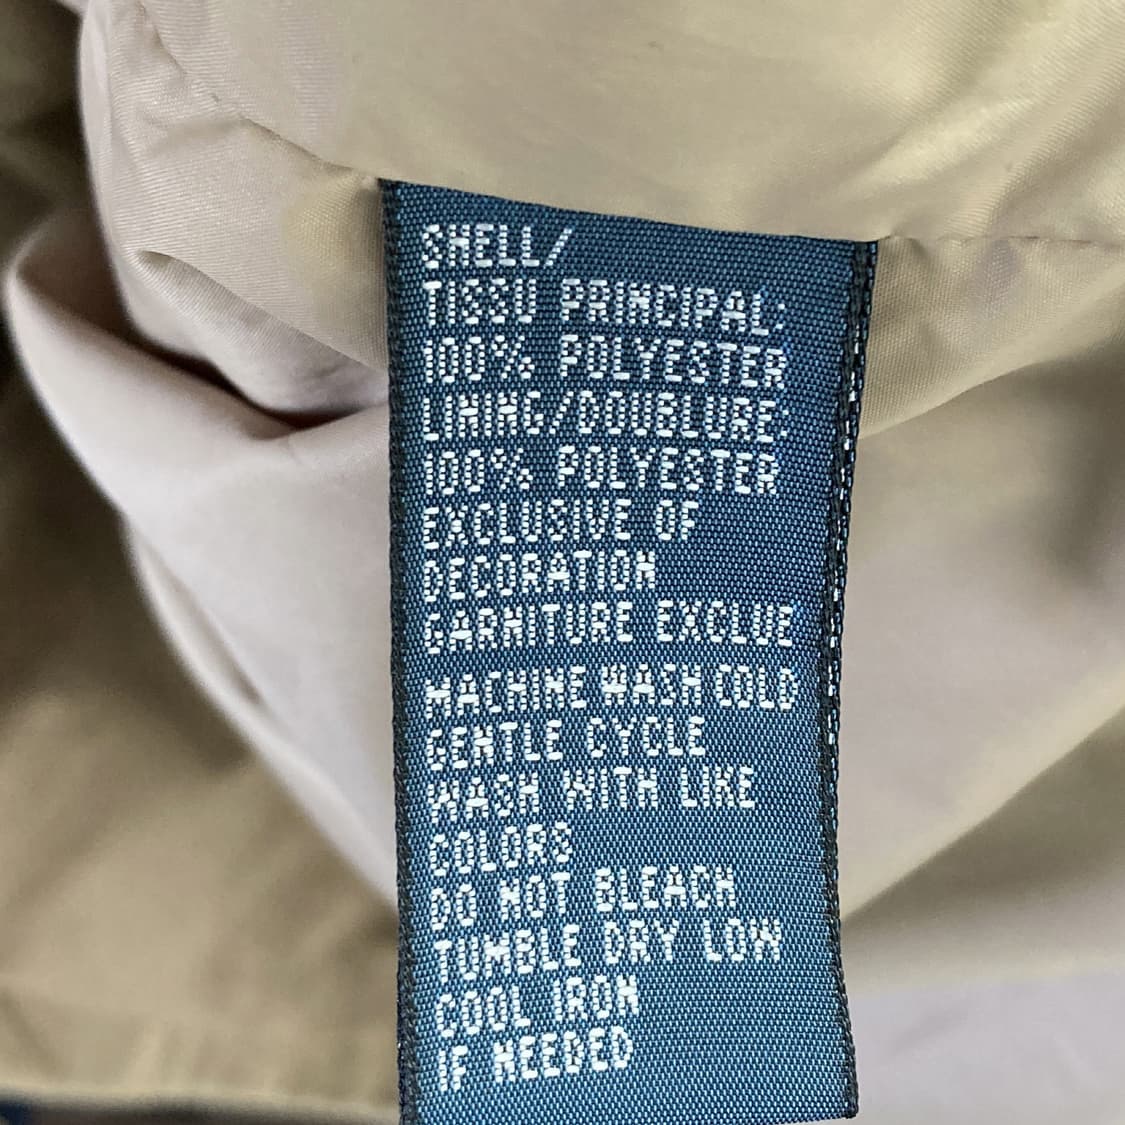 SHELL/
TISSU PRINCIPAL:
100% POLYESTER
LINING/DOUBLURE:
100% POLYESTER
EXCLUSIVE OF
DECORATION
GARNITURE EXCLUE
MACHINE WASH COLD
GENTLE CYCLE
WASH WITH LIKE
COLORS
DO NOT BLEACH
TUMBLE DRY LOW
COOL IRON
IF NEEDED